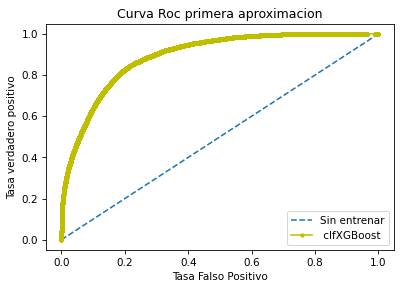 Curva Roc primera aproximacion
1.0
0.8
0.6
0.4
0.2
0.0
Tasa verdadero positivo
Sin entrenar
clfXGBoost
0.0 0.2 0.4 0.6 0.8 1.0
Tasa Falso Positivo